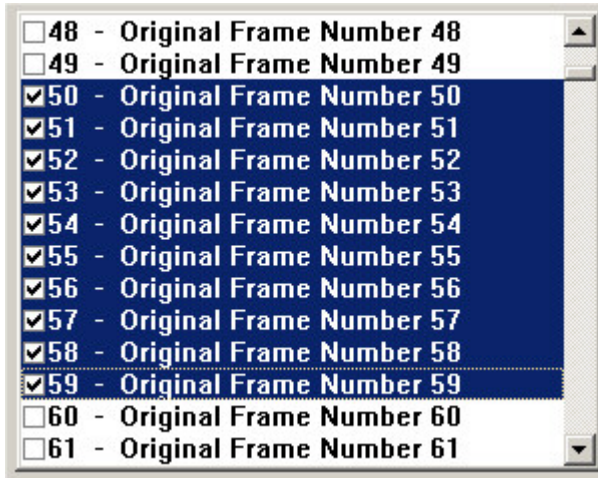 48 - Original Frame Number 48
49 - Original Frame Number 49
50 - Original Frame Number 50
51 - Original Frame Number 51
52 - Original Frame Number 52
53 - Original Frame Number 53
54 - Original Frame Number 54
55 - Original Frame Number 55
56 - Original Frame Number 56
57 - Original Frame Number 57
58 - Original Frame Number 58
59 - Original Frame Number 59
60 - Original Frame Number 60
61 - Original Frame Number 61